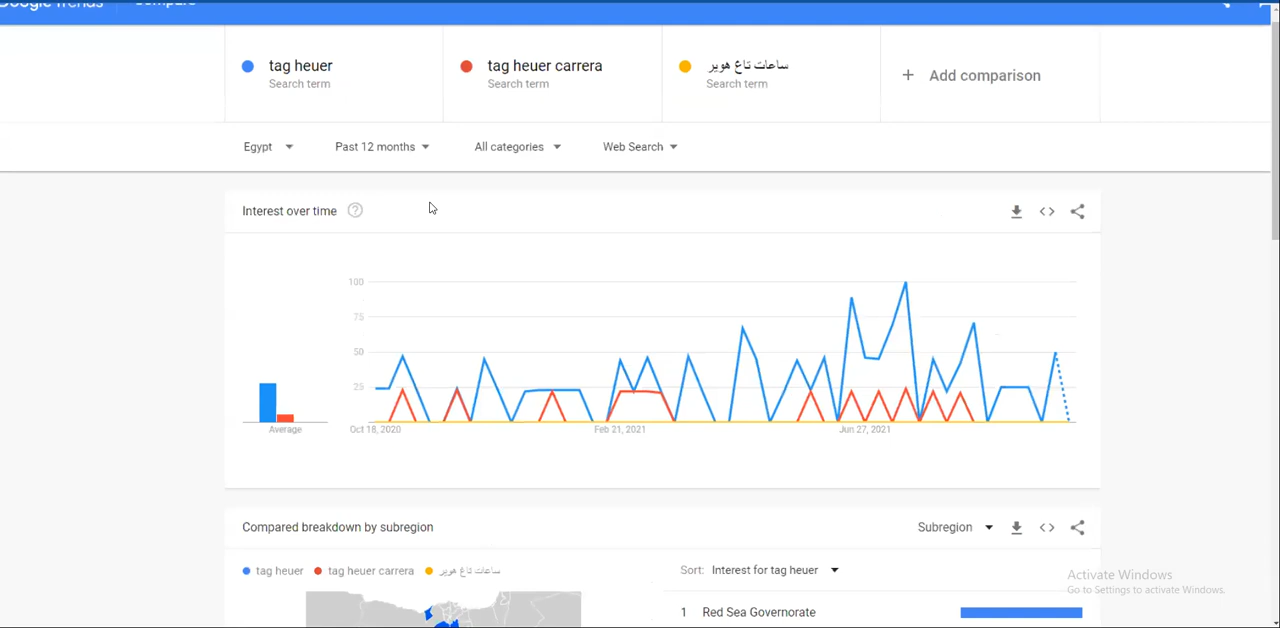 Google Trends Compare
tag heuer
Search term
tag heuer carrera
Search term
ساعات تاغ هوير
Search term
+ Add comparison
Egypt
Past 12 months
All categories
Web Search
Interest over time
100
75
50
25
Average
Oct 18, 2020
Feb 21, 2021
Jun 27, 2021
Compared breakdown by subregion
Subregion
tag heuer
tag heuer carrera
ساعات تاغ هوير
Sort: Interest for tag heuer
1 Red Sea Governorate
Activate Windows
Go to Settings to activate Windows.